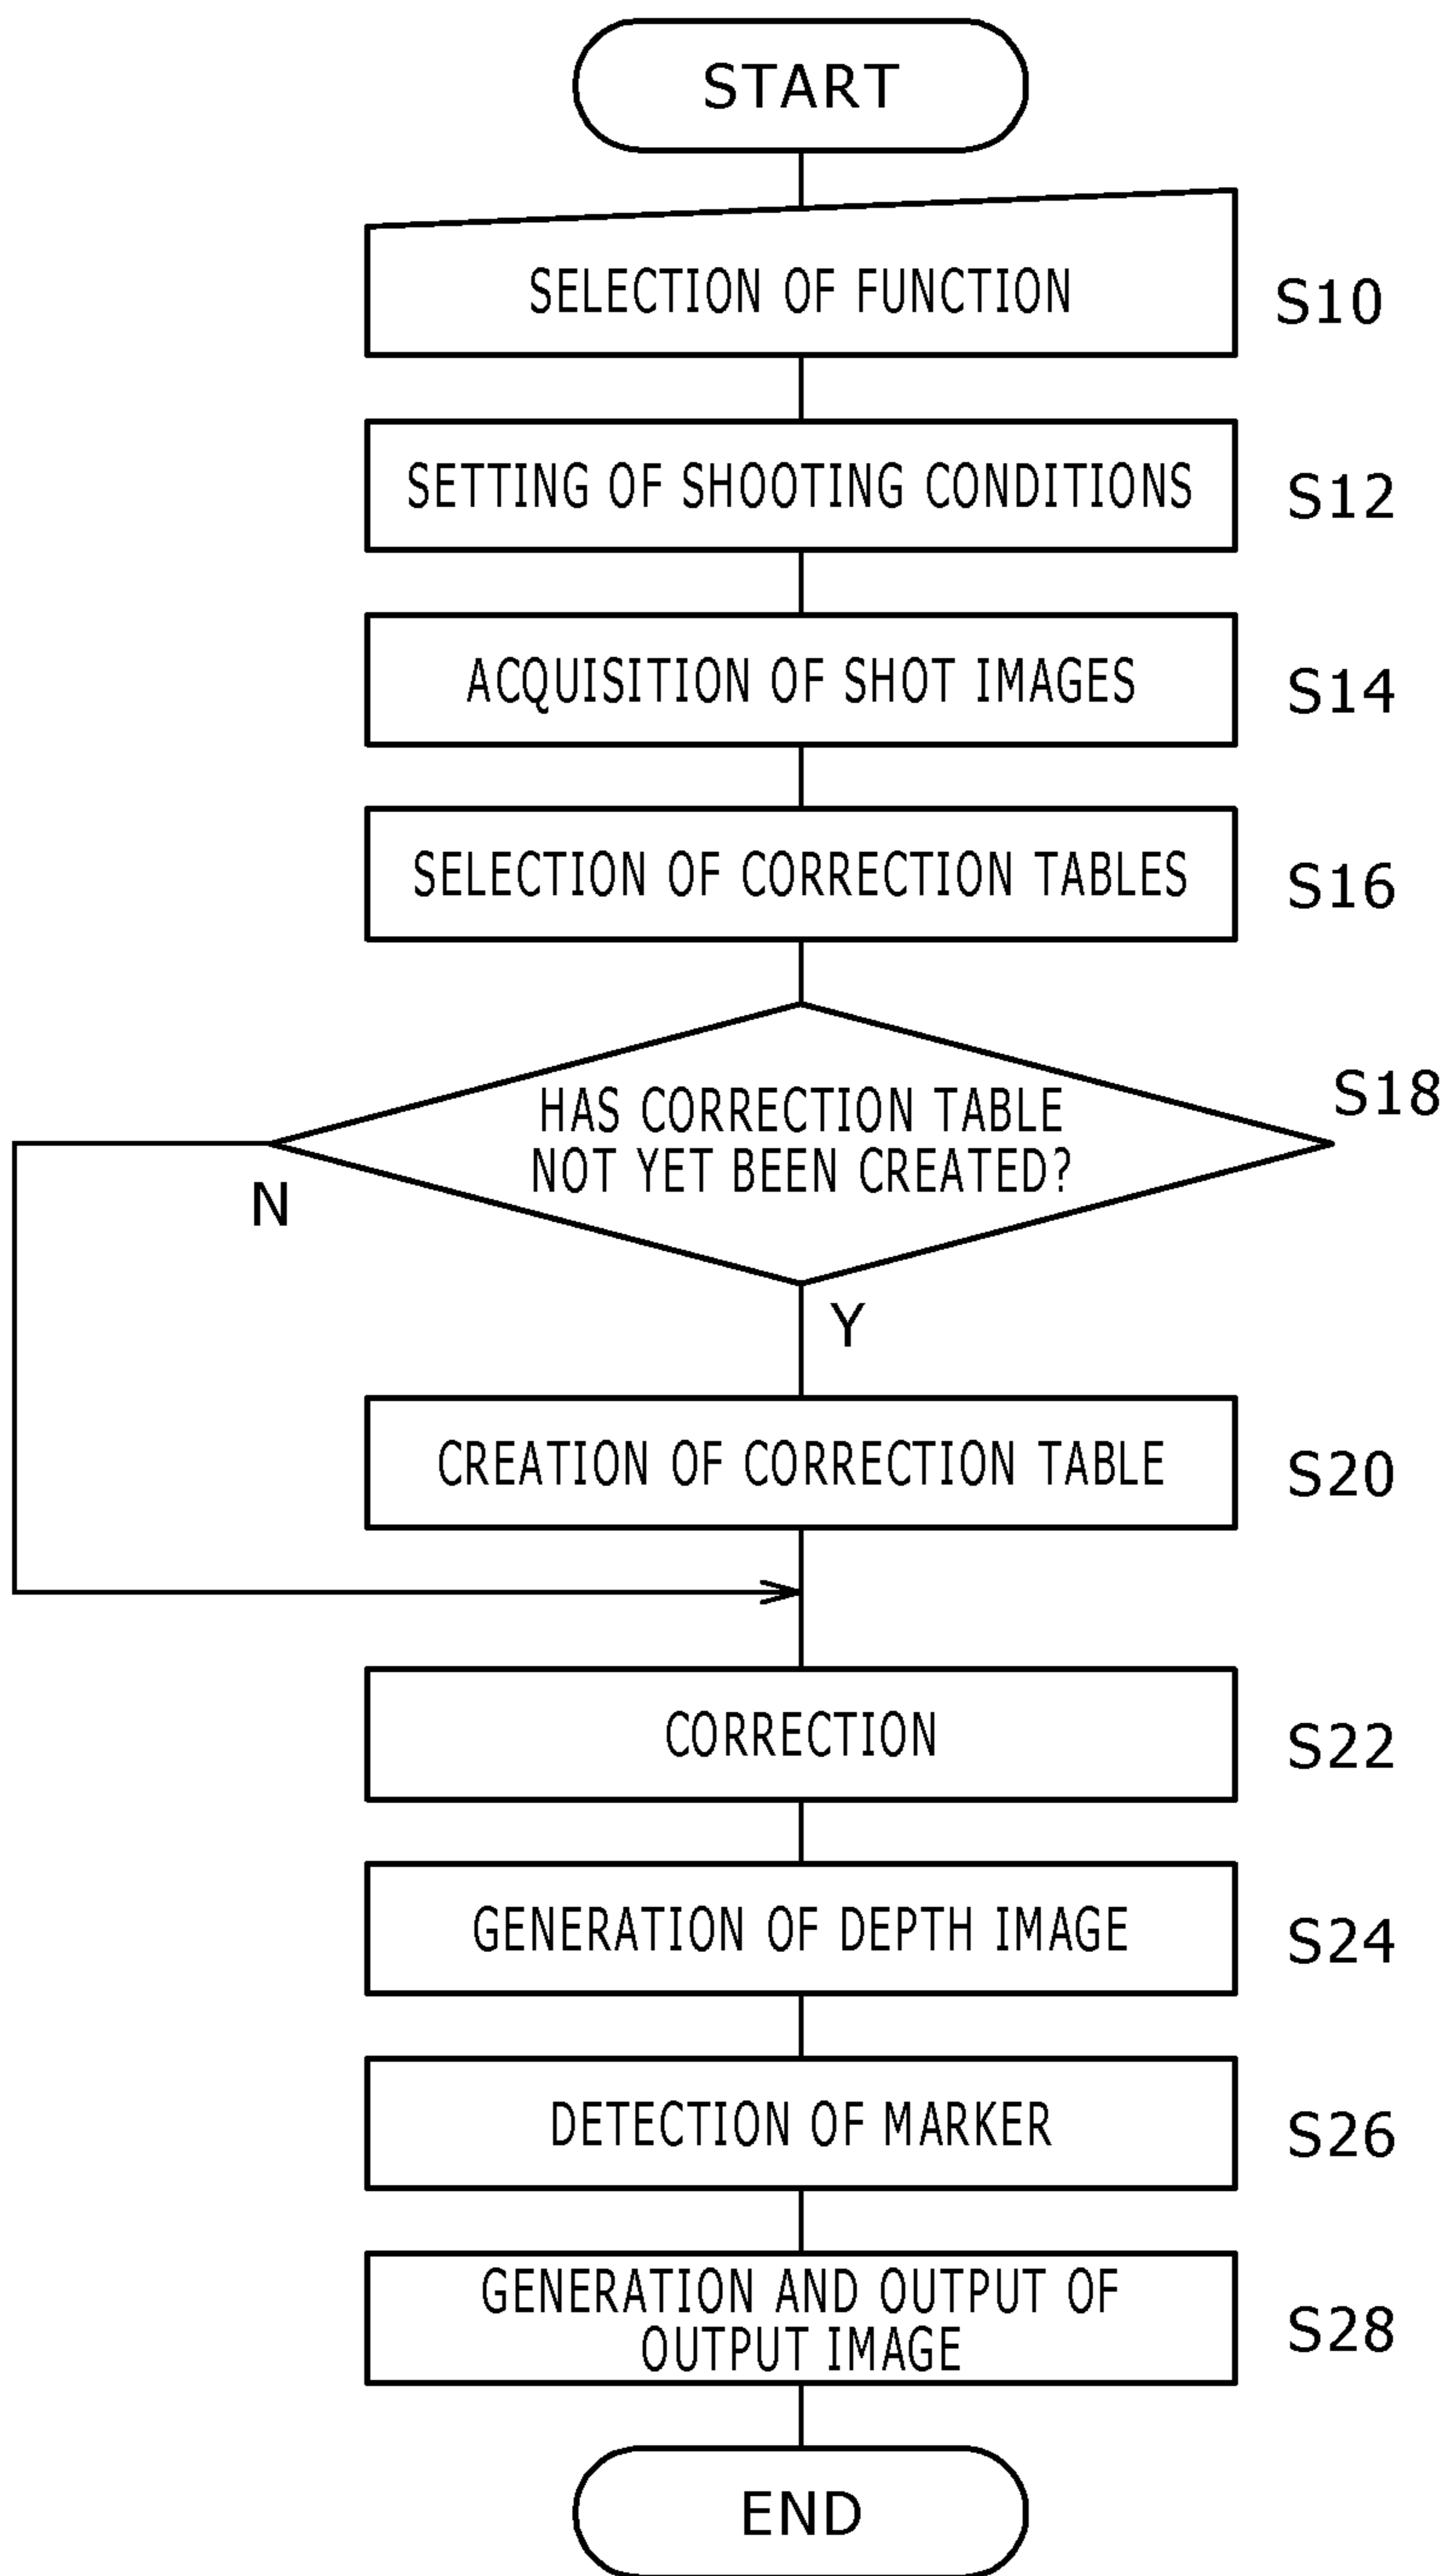 START
SELECTION OF FUNCTION
S10
SETTING OF SHOOTING CONDITIONS
S12
ACQUISITION OF SHOT IMAGES
S14
SELECTION OF CORRECTION TABLES
S16
HAS CORRECTION TABLE
NOT YET BEEN CREATED?
S18
N
Y
CREATION OF CORRECTION TABLE
S20
CORRECTION
S22
GENERATION OF DEPTH IMAGE
S24
DETECTION OF MARKER
S26
GENERATION AND OUTPUT OF
OUTPUT IMAGE
S28
END